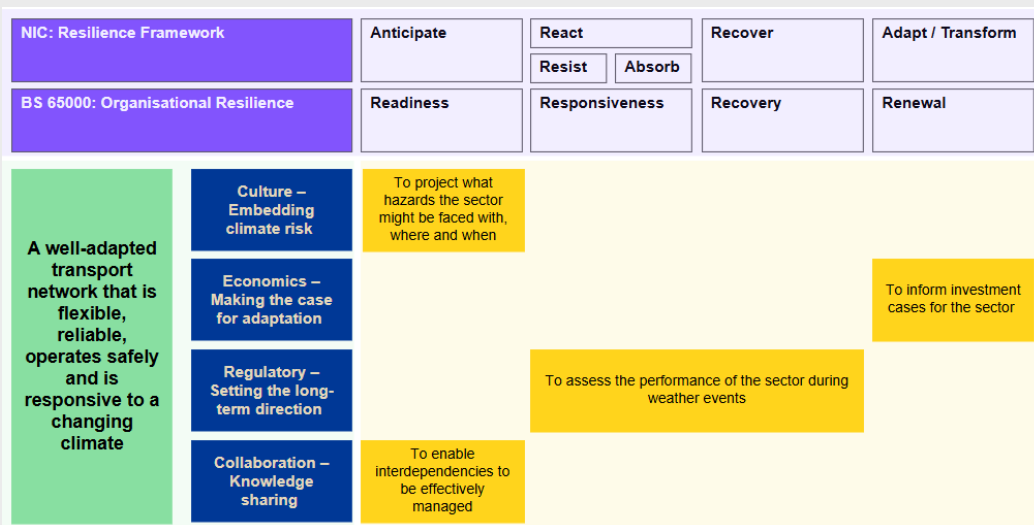 NIC: Resilience Framework
Anticipate
React
Recover
Adapt / Transform
Resist
Absorb
BS 65000: Organisational Resilience
Readiness
Responsiveness
Recovery
Renewal
A well-adapted
transport
network that is
flexible,
reliable,
operates safely
and is
responsive to a
changing
climate
Culture –
Embedding
climate risk
To project what
hazards the sector
might be faced with,
where and when
Economics –
Making the case
for adaptation
To inform investment
cases for the sector
Regulatory –
Setting the long-
term direction
To assess the performance of the sector during
weather events
Collaboration –
Knowledge
sharing
To enable
interdependencies to
be effectively
managed